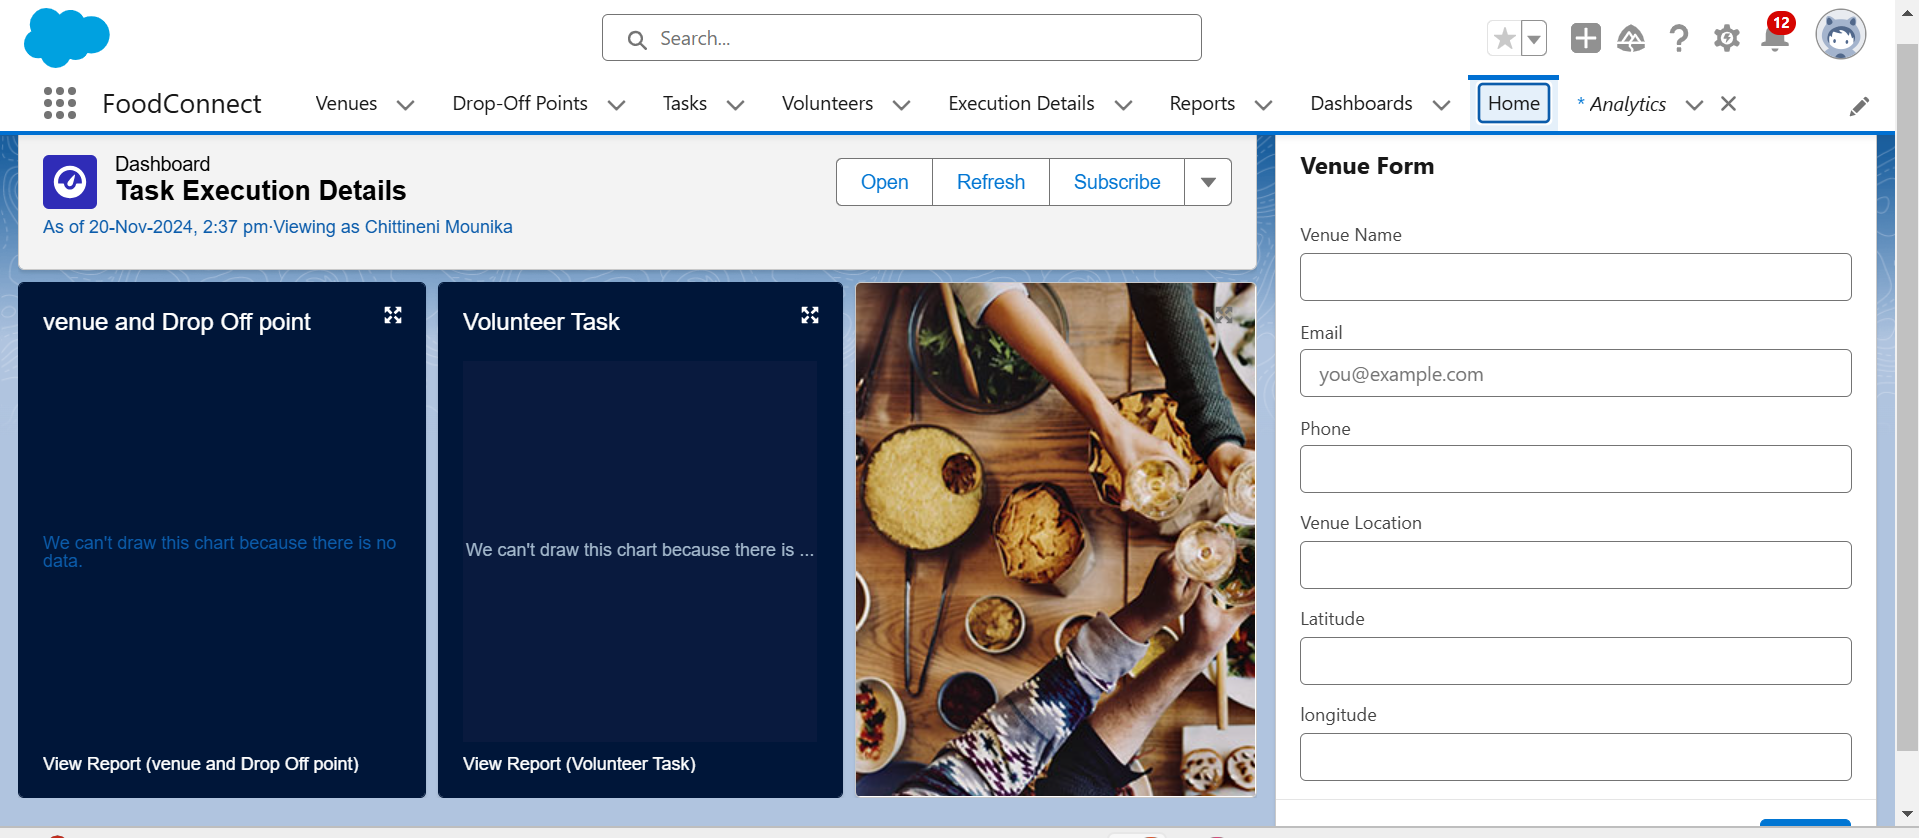 Search...
12
FoodConnect
Venues
Drop-Off Points
Tasks
Volunteers
Execution Details
Reports
Dashboards
Home
* Analytics
Dashboard
Task Execution Details
As of 20-Nov-2024, 2:37 pm·Viewing as Chittineni Mounika
Open
Refresh
Subscribe
venue and Drop Off point
We can't draw this chart because there is no
data.
View Report (venue and Drop Off point)
Volunteer Task
We can't draw this chart because there is ...
View Report (Volunteer Task)
Venue Form
Venue Name
Email
you@example.com
Phone
Venue Location
Latitude
longitude